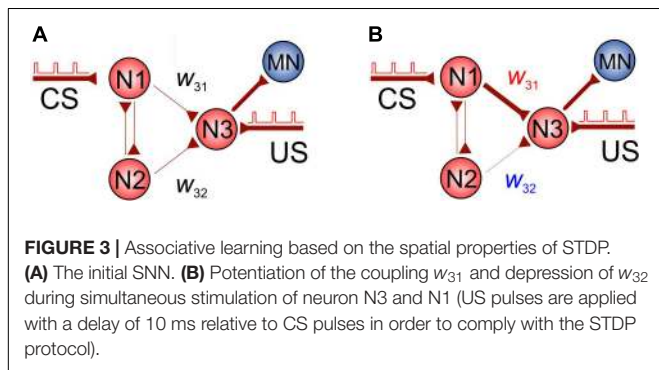 A
B
CS
N1
w31
MN
N3
US
N2
w32
CS
N1
w31
MN
N3
US
N2
w32
FIGURE 3 | Associative learning based on the spatial properties of STDP.
(A) The initial SNN. (B) Potentiation of the coupling w31 and depression of w32
during simultaneous stimulation of neuron N3 and N1 (US pulses are applied
with a delay of 10 ms relative to CS pulses in order to comply with the STDP
protocol).